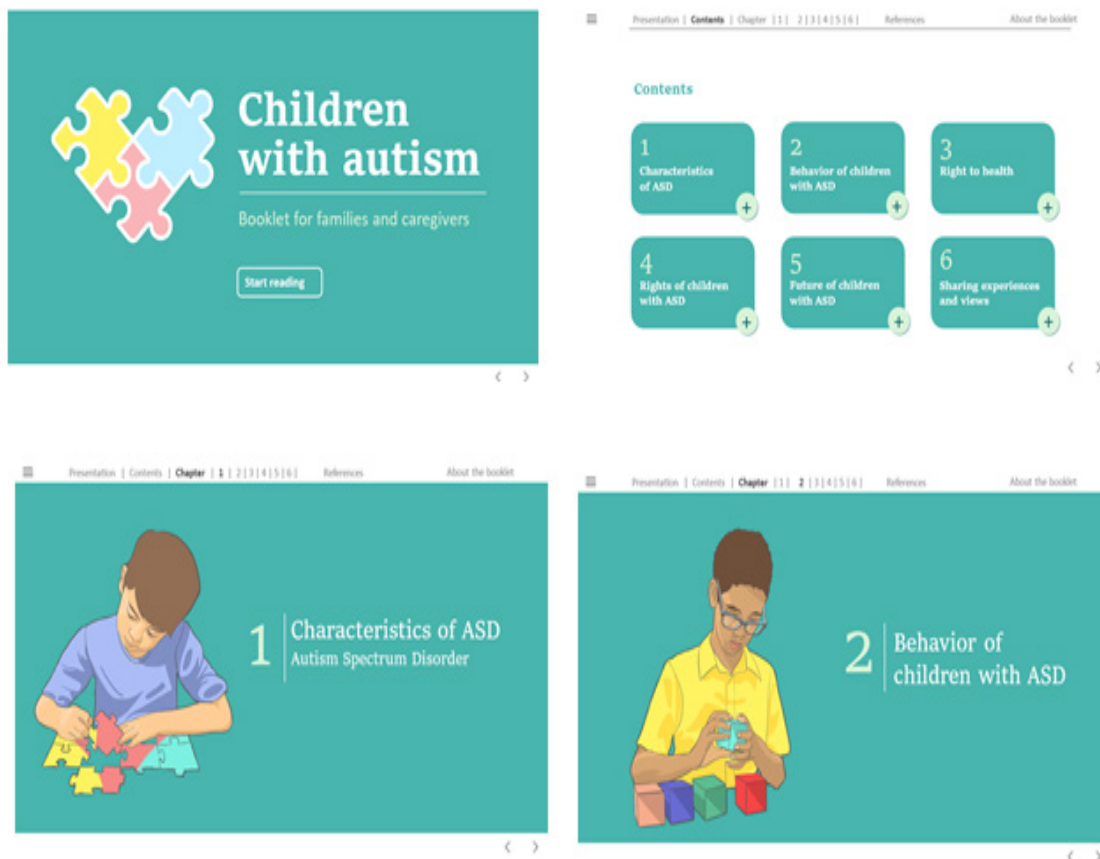 Children
with autism
Booklet for families and caregivers
Start reading
Presentation | Contents | Chapter | 1 | 2 | 3 | 4 | 5 | 6 | References About the booklet
Contents
1
Characteristics
of ASD
+
2
Behavior of children
with ASD
+
3
Right to health
+
4
Rights of children
with ASD
+
5
Future of children
with ASD
+
6
Sharing experiences
and views
+
Presentation | Contents | Chapter | 1 | 2 | 3 | 4 | 5 | 6 | References About the booklet
1 Characteristics of ASD
Autism Spectrum Disorder
Presentation | Contents | Chapter | 1 | 2 | 3 | 4 | 5 | 6 | References About the booklet
2 Behavior of
children with ASD